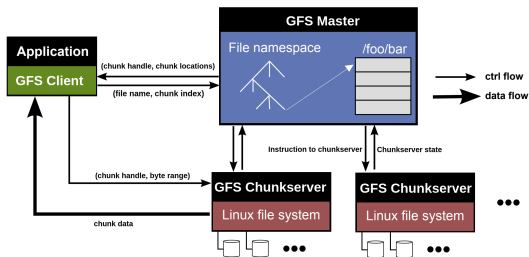 GFS Master
Application
GFS Client
File namespace
/foo/bar
(chunk handle, chunk locations)
(file name, chunk index)
ctrl flow
data flow
Instruction to chunkserver
Chunkserver state
(chunk handle, byte range)
GFS Chunkserver
Linux file system
GFS Chunkserver
Linux file system
chunk data